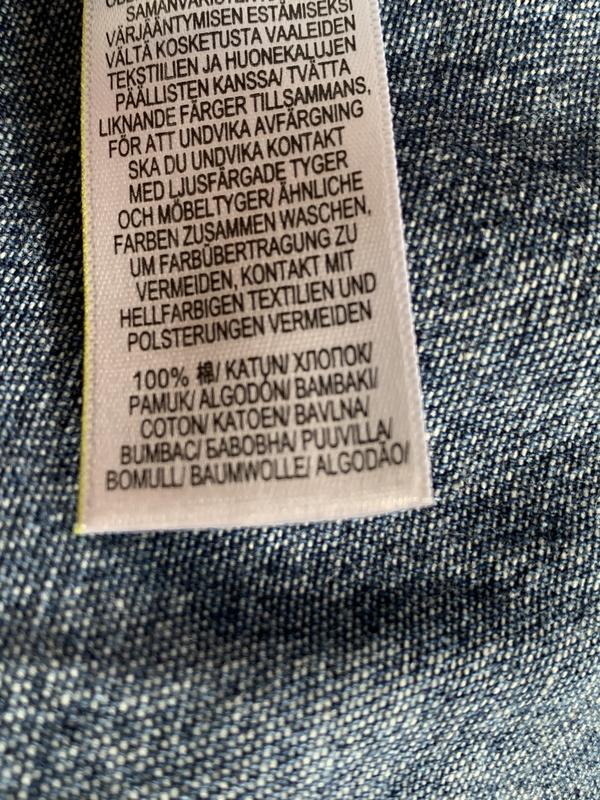 SAMANVÄRISTEN
VÄRJÄÄNTYMISEN ESTÄMISEKSI
VÄLTÄ KOSKETUSTA VAALEIDEN
TEKSTIILIEN JA HUONEKALUJEN
PÄÄLLISTEN KANSSA/ TVÄTTA
LIKNANDE FÄRGER TILLSAMMANS,
FÖR ATT UNDVIKA AVFÄRGNING
SKA DU UNDVIKA KONTAKT
MED LJUSFÄRGADE TYGER
OCH MÖBELTYGER/ ÄHNLICHE
FARBEN ZUSAMMEN WASCHEN,
UM FARBÜBERTRAGUNG ZU
VERMEIDEN, KONTAKT MIT
HELLFARBIGEN TEXTILIEN UND
POLSTERUNGEN VERMEIDEN
100% 棉/ KATUN/ ХЛОПОК/
PAMUK/ ALGODÓN/ BAMBAKI/
COTON/ KATOEN/ BAVLNA/
BUMBAC/ БАВОВНА/ PUUVILLA/
BOMULL/ BAUMWOLLE/ ALGODÃO/